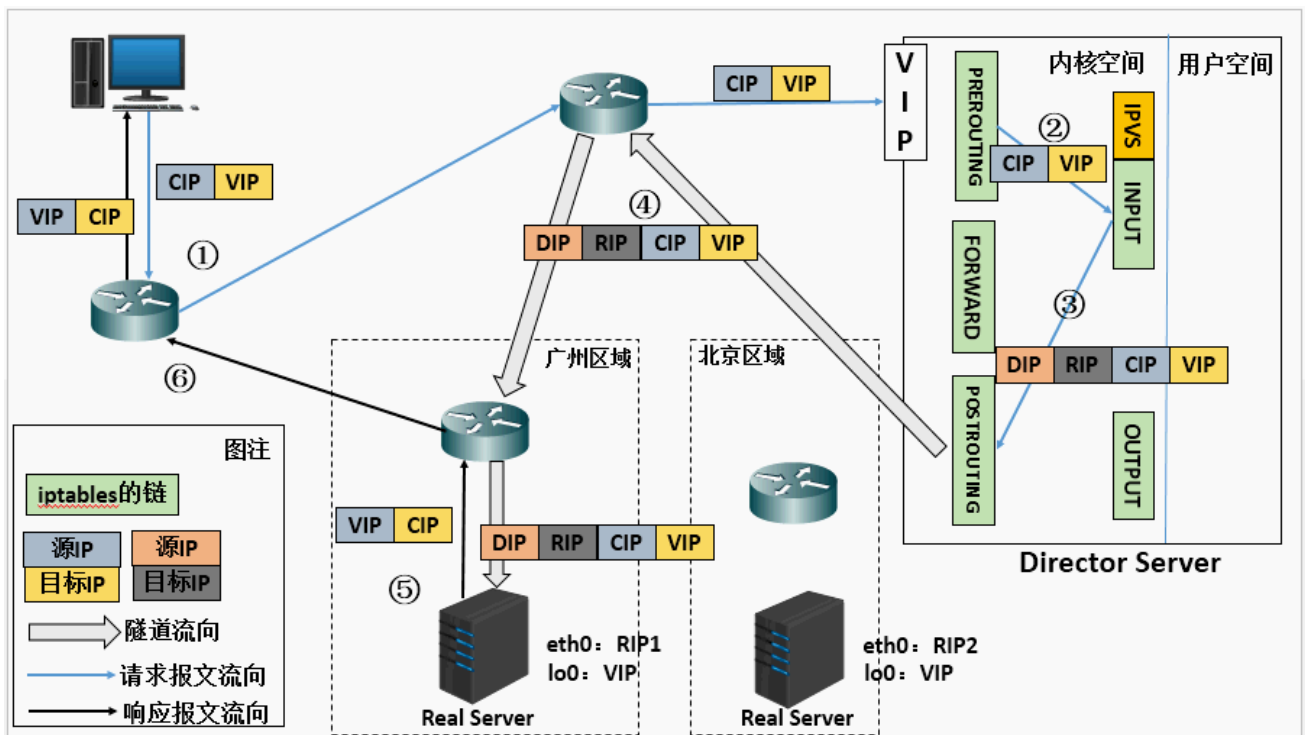 CIP VIP
VIP CIP
①
⑥
CIP VIP
④
DIP RIP CIP VIP
VIP
内核空间
用户空间
PREROUTING
②
CIP VIP
IPVS
INPUT
FORWARD
③
DIP RIP CIP VIP
POSTROUTING
OUTPUT
Director Server
广州区域
北京区域
VIP CIP
DIP RIP CIP VIP
⑤
eth0：RIP1
lo0：VIP
Real Server
eth0：RIP2
lo0：VIP
Real Server
图注
iptables的链
源IP
目标IP
源IP
目标IP
隧道流向
请求报文流向
响应报文流向